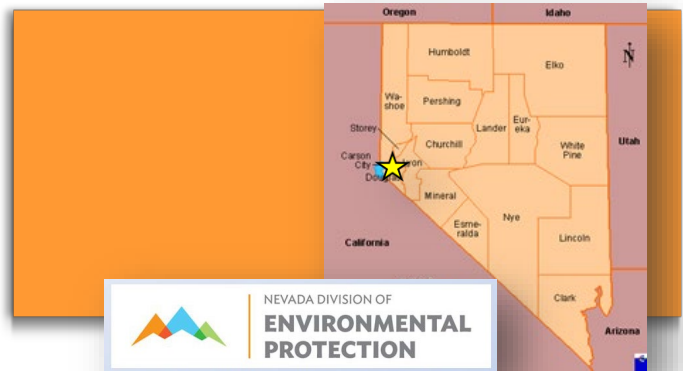 Oregon
Idaho
Humboldt
Elko
N
Wa-
shoe
Pershing
Lander
Eur-
eka
Storey
Churchill
White
Pine
Utah
Carson
City
Mineral
Esme-
ralda
Nye
California
Lincoln
Clark
Arizona
NEVADA DIVISION OF
ENVIRONMENTAL
PROTECTION